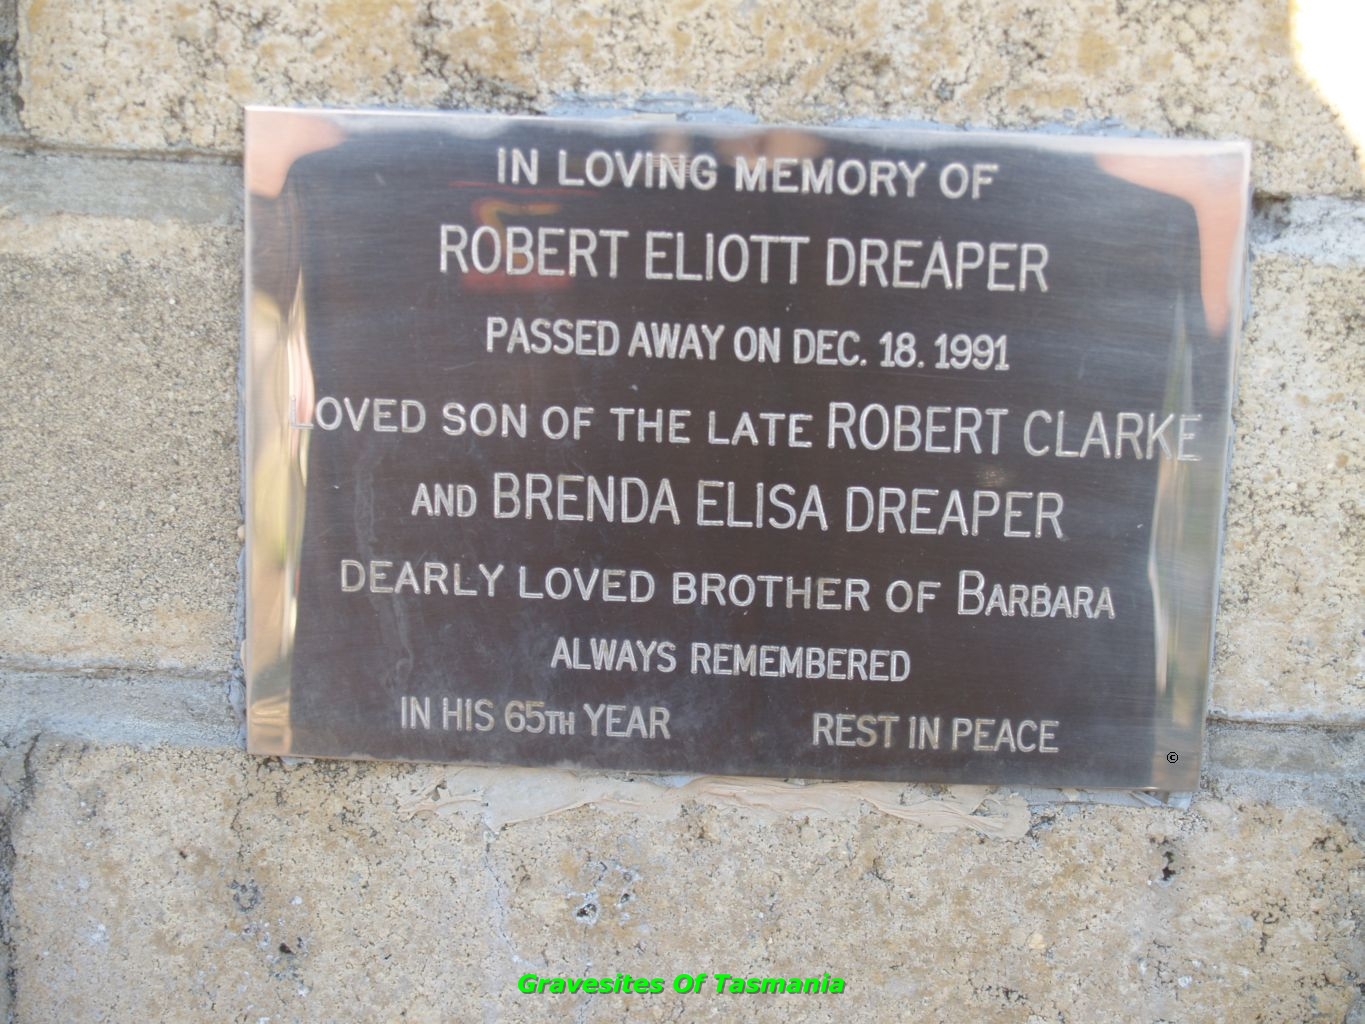 IN LOVING MEMORY OF
ROBERT ELIOTT DREAPER
PASSED AWAY ON DEC. 18. 1991
LOVED SON OF THE LATE ROBERT CLARKE
AND BRENDA ELISA DREAPER
DEARLY LOVED BROTHER OF BARBARA
ALWAYS REMEMBERED
IN HIS 65TH YEAR REST IN PEACE
©
Gravesites Of Tasmania